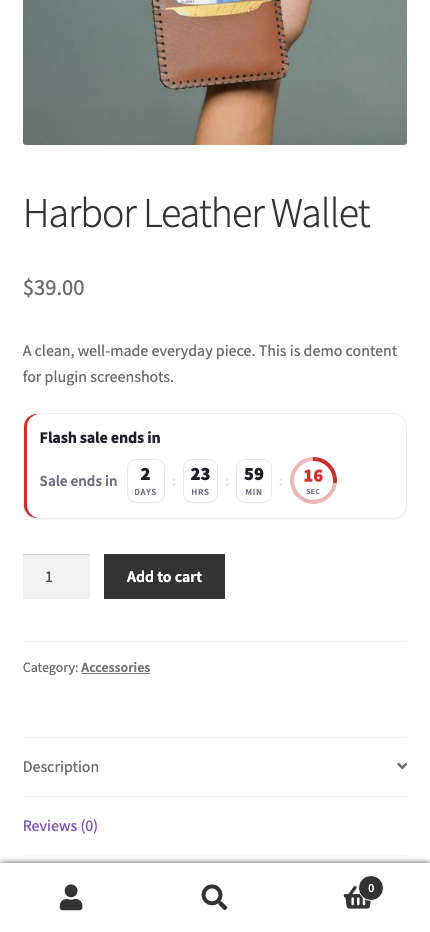 Harbor Leather Wallet
$39.00
A clean, well-made everyday piece. This is demo content
for plugin screenshots.
Flash sale ends in
Sale ends in 2 : 23 : 59 : 16
DAYS HRS MIN SEC
1 Add to cart
Category: Accessories
Description
Reviews (0)
0